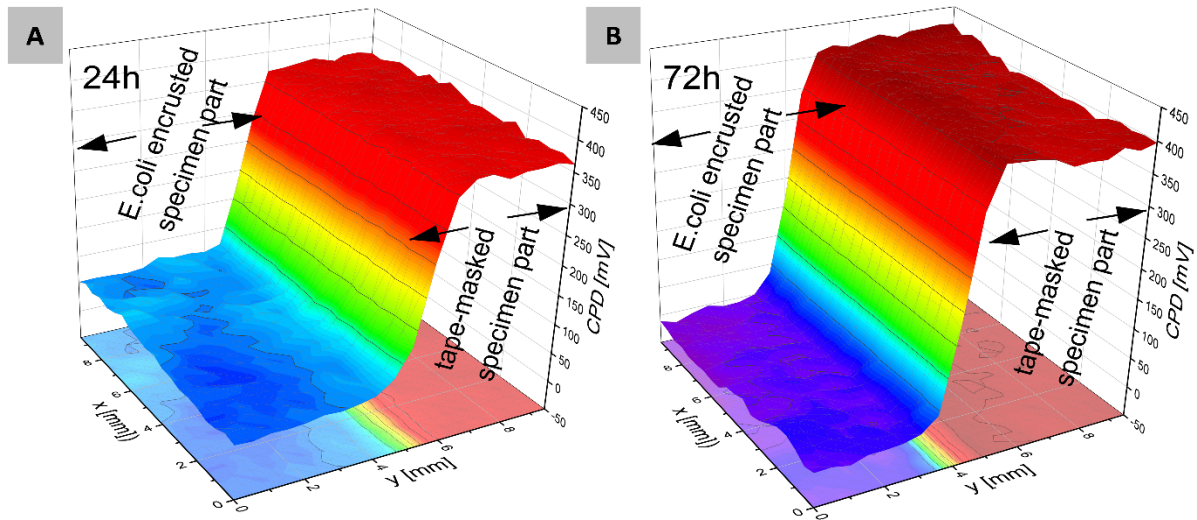 A
24h
E.coli encrusted
specimen part
tape-masked
specimen part
450
400
350
300
250
200
150
100
50
0
-50
CPD [mV]
8
6
4
2
0
x [mm])
0
2
4
6
8
y [mm]
B
72h
E.coli encrusted
specimen part
tape-masked
specimen part
450
400
350
300
250
200
150
100
50
0
-50
CPD [mV]
8
6
4
2
0
x [mm])
0
2
4
6
8
y [mm]